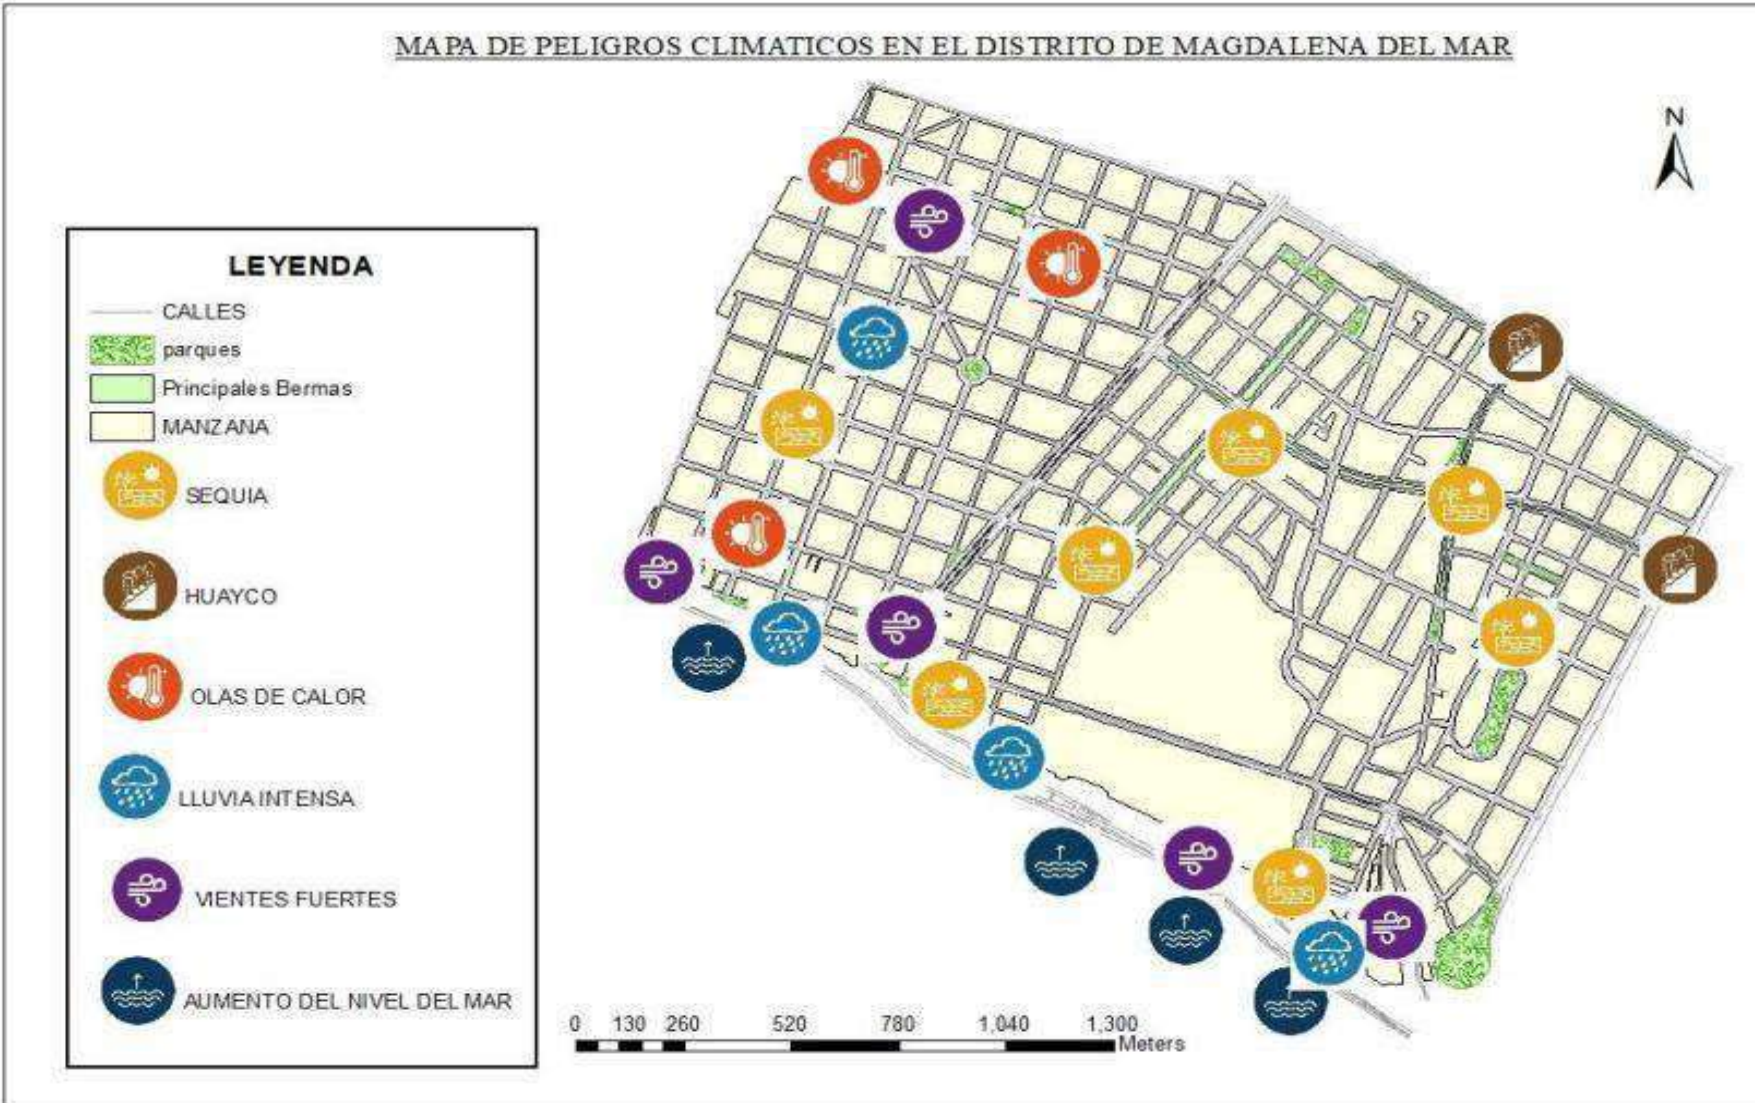 MAPA DE PELIGROS CLIMATICOS EN EL DISTRITO DE MAGDALENA DEL MAR
N
LEYENDA
CALLES
parques
Principales Bermas
MANZANA
SEQUIA
HUAYCO
OLAS DE CALOR
LLUVIA INTENSA
VIENTES FUERTES
AUMENTO DEL NIVEL DEL MAR
0 130 260 520 780 1,040 1,300
Meters